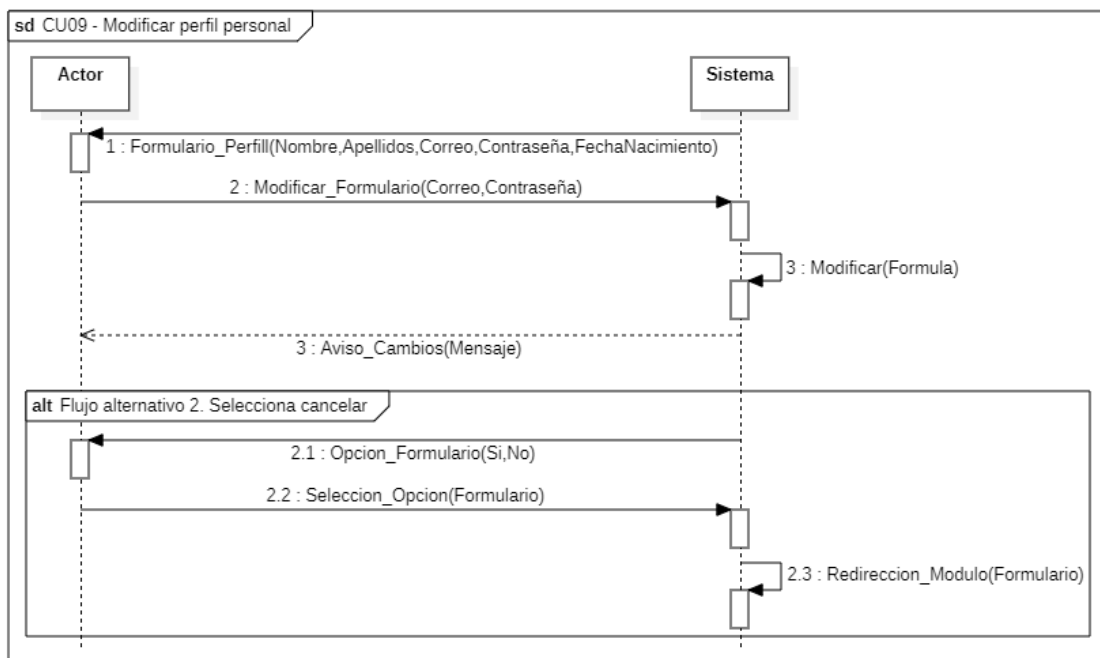 sd CU09 - Modificar perfil personal
Actor
Sistema
1 : Formulario_Perfill(Nombre,Apellidos,Correo,Contraseña,FechaNacimiento)
2 : Modificar_Formulario(Correo,Contraseña)
3 : Modificar(Formula)
3 : Aviso_Cambios(Mensaje)
alt Flujo alternativo 2. Selecciona cancelar
2.1 : Opcion_Formulario(Si,No)
2.2 : Seleccion_Opcion(Formulario)
2.3 : Redireccion_Modulo(Formulario)